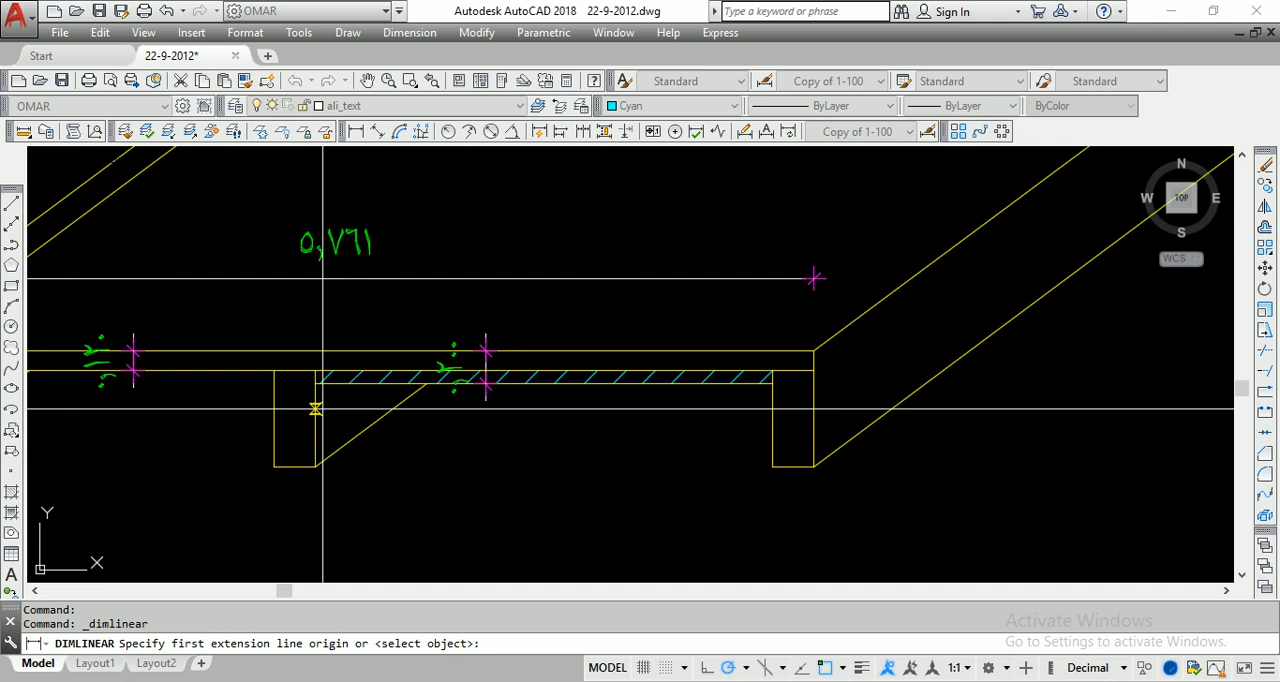 OMAR Autodesk AutoCAD 2018 22-9-2012.dwg Type a keyword or phrase Sign In
File Edit View Insert Format Tools Draw Dimension Modify Parametric Window Help Express
Start 22-9-2012*
Standard Copy of 1-100 Standard Standard
OMAR ali_text Cyan ByLayer ByLayer ByColor
Copy of 1-100
N
W TOP E
S
WCS
Y
X
Command:
Command: _dimlinear
DIMLINEAR Specify first extension line origin or <select object>:
Activate Windows
Go to Settings to activate Windows.
Model Layout1 Layout2 + MODEL 1:1 Decimal